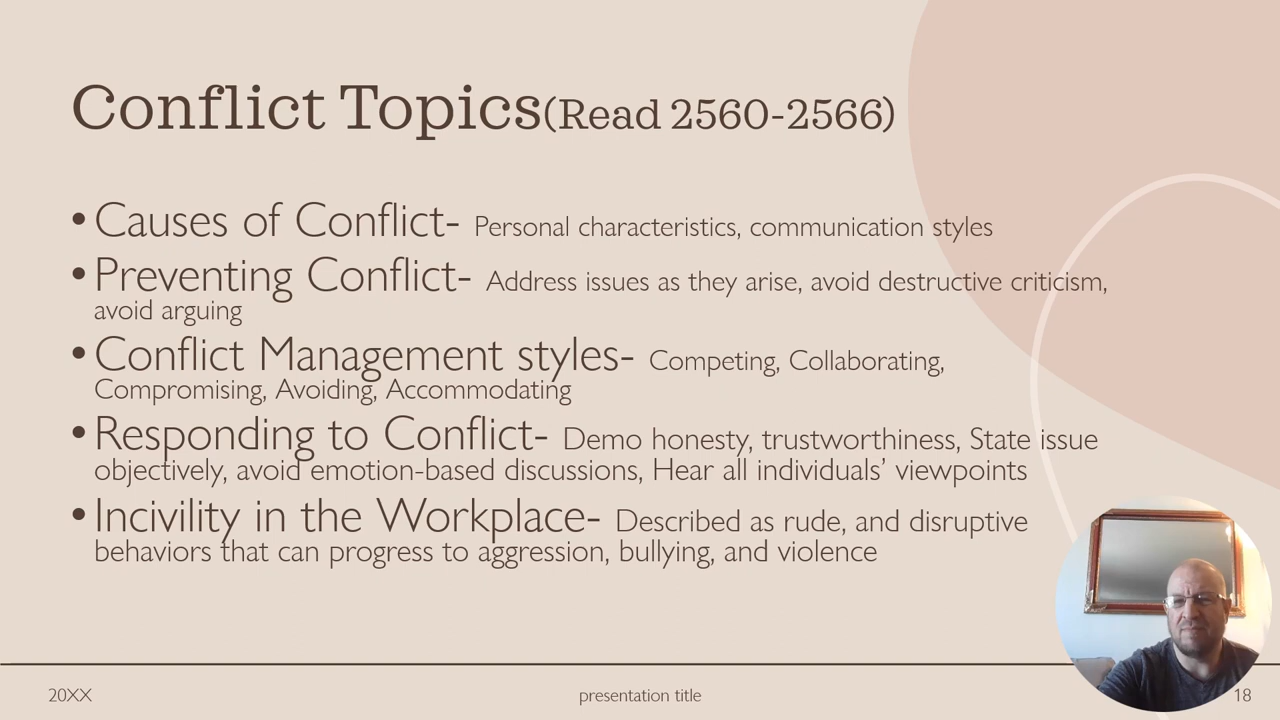 Conflict Topics(Read 2560-2566)
• Causes of Conflict- Personal characteristics, communication styles
• Preventing Conflict- Address issues as they arise, avoid destructive criticism,
avoid arguing
• Conflict Management styles- Competing, Collaborating,
Compromising, Avoiding, Accommodating
• Responding to Conflict- Demo honesty, trustworthiness, State issue
objectively, avoid emotion-based discussions, Hear all individuals’ viewpoints
• Incivility in the Workplace- Described as rude, and disruptive
behaviors that can progress to aggression, bullying, and violence
20XX presentation title 18